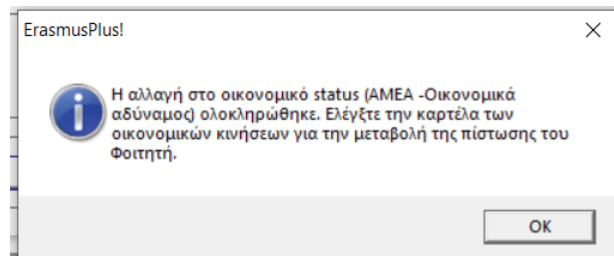 ErasmusPlus!
Η αλλαγή στο οικονομικό status (ΑΜΕΑ -Οικονομικά
αδύναμος) ολοκληρώθηκε. Ελέγξτε την καρτέλα των
οικονομικών κινήσεων για την μεταβολή της πίστωσης του
Φοιτητή.
OK